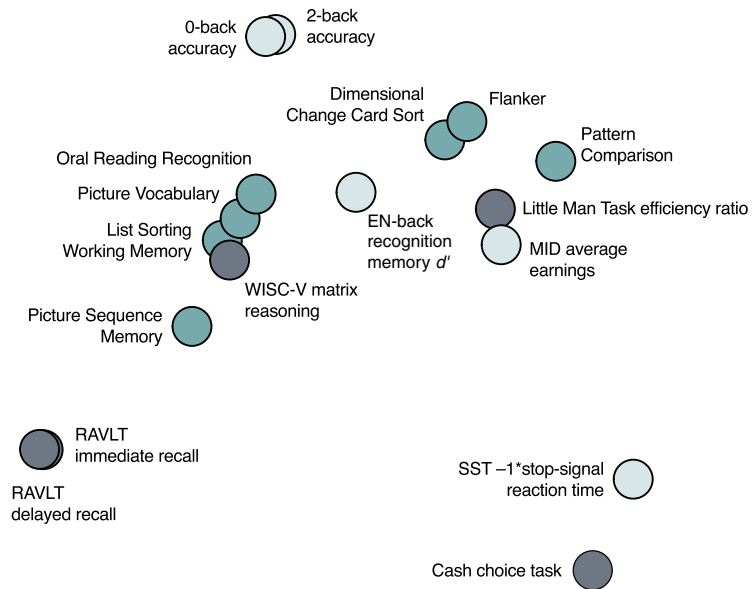 0-back
accuracy
2-back
accuracy
Dimensional
Change Card Sort
Flanker
Pattern
Comparison
Oral Reading Recognition
Picture Vocabulary
List Sorting
Working Memory
EN-back
recognition
memory d'
Little Man Task efficiency ratio
MID average
earnings
WISC-V matrix
reasoning
Picture Sequence
Memory
RAVLT
immediate recall
RAVLT
delayed recall
SST –1*stop-signal
reaction time
Cash choice task